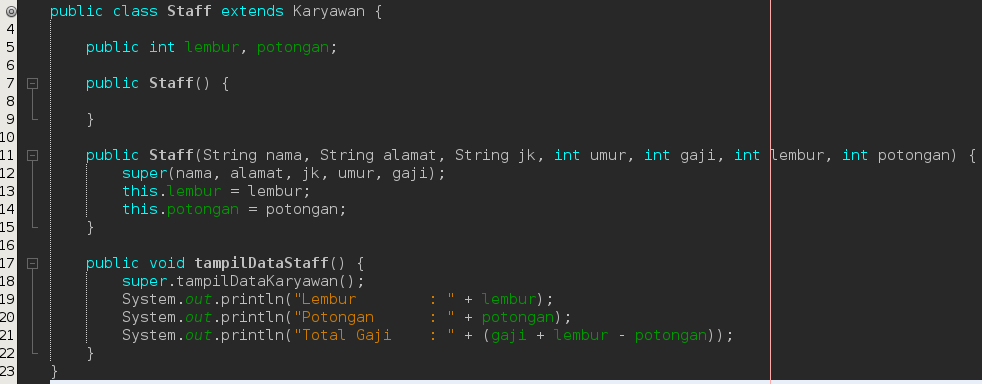 public class Staff extends Karyawan {
4
5 public int lembur, potongan;
6
7 public Staff() {
8
9 }
10
11 public Staff(String nama, String alamat, String jk, int umur, int gaji, int lembur, int potongan) {
12 super(nama, alamat, jk, umur, gaji);
13 this.lembur = lembur;
14 this.potongan = potongan;
15 }
16
17 public void tampilDataStaff() {
18 super.tampilDataKaryawan();
19 System.out.println("Lembur        : " + lembur);
20 System.out.println("Potongan      : " + potongan);
21 System.out.println("Total Gaji    : " + (gaji + lembur - potongan));
22 }
23 }